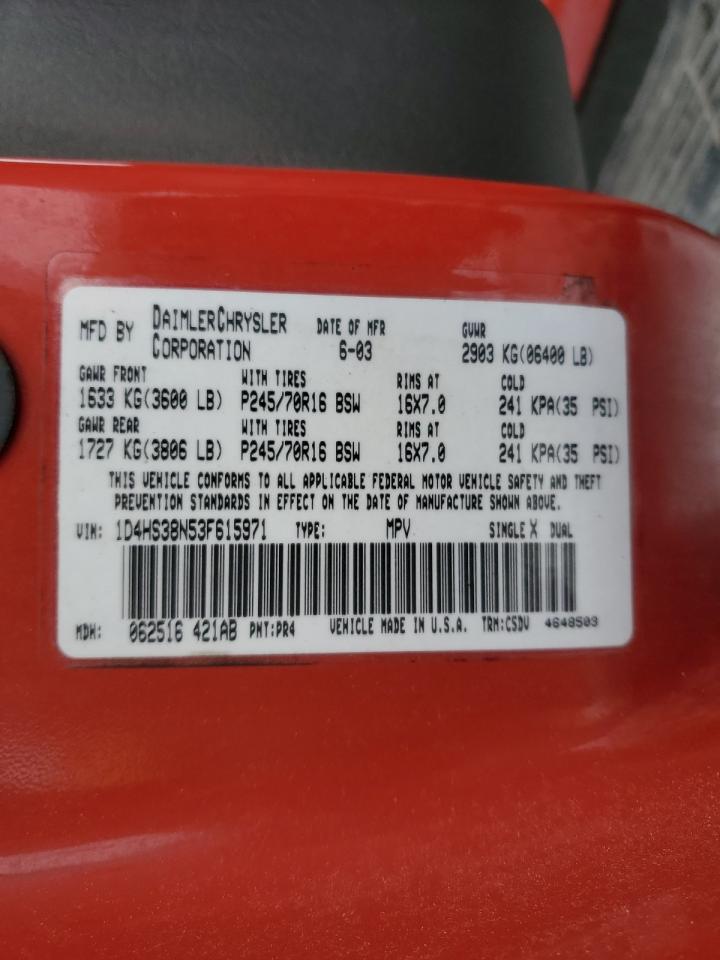 MFD BY DAIMLERCHRYSLER CORPORATION DATE OF MFR 6-03 GVWR 2903 KG(06400 LB)
GAWR FRONT WITH TIRES RIMS AT COLD
1633 KG(3600 LB) P245/70R16 BSW 16X7.0 241 KPA(35 PSI)
GAWR REAR WITH TIRES RIMS AT COLD
1727 KG(3806 LB) P245/70R16 BSW 16X7.0 241 KPA(35 PSI)
THIS VEHICLE CONFORMS TO ALL APPLICABLE FEDERAL MOTOR VEHICLE SAFETY AND THEFT
PREVENTION STANDARDS IN EFFECT ON THE DATE OF MANUFACTURE SHOWN ABOVE.
VIN: 1D4HS38N53F615971 TYPE: MPV SINGLE X DUAL
MDH: 062516 421AB PNT:PR4 VEHICLE MADE IN U.S.A. TRM:CSDV 4648503